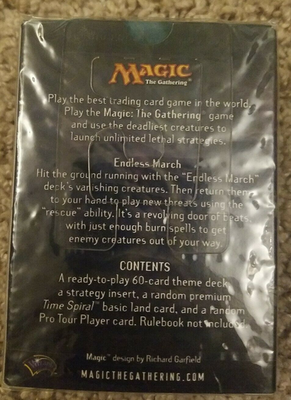 MAGIC
The Gathering
Play the best trading card game in the world.
Play the Magic: The Gathering® game
and use the deadliest creatures to
launch unlimited lethal strategies.
Endless March
Hit the ground running with the "Endless March"
deck's vanishing creatures. Then return them
to your hand to play new threats using the
"rescue" ability. It's a revolving door of beats
with just enough burn spells to get
enemy creatures out of your way.
CONTENTS
A ready-to-play 60-card theme deck,
a strategy insert, a random premium
Time Spiral™ basic land card, and a random
Pro Tour Player card. Rulebook not included.
Magic™ design by Richard Garfield
MAGICTHEGATHERING.COM